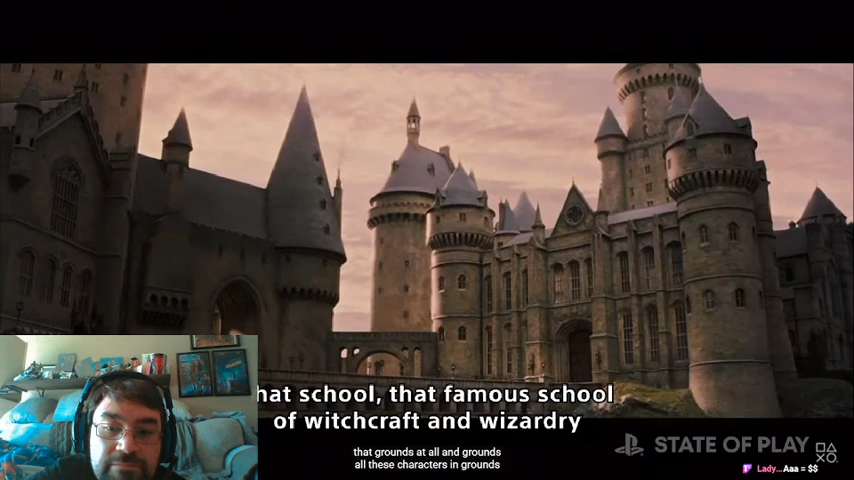 hat school, that famous school
of witchcraft and wizardry
that grounds at all and grounds
all these characters in grounds
STATE OF PLAY
Lady...Aaa = $$